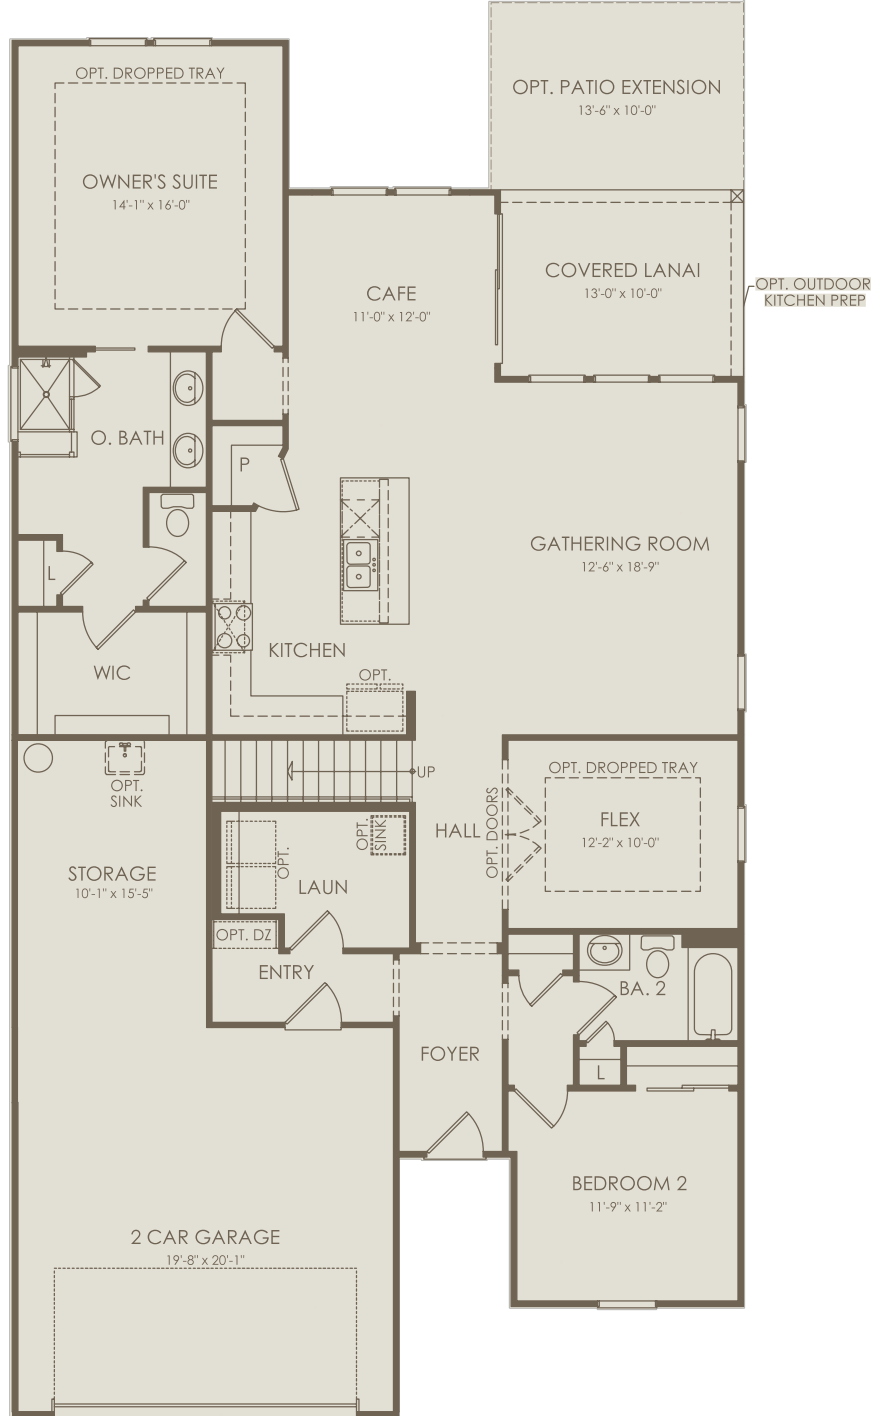 OPT. PATIO EXTENSION
13'-6" x 10'-0"
OPT. DROPPED TRAY
OWNER'S SUITE
14'-1" x 16'-0"
COVERED LANAI
13'-0" x 10'-0"
OPT. OUTDOOR
KITCHEN PREP
CAFE
11'-0" x 12'-0"
O. BATH
P
GATHERING ROOM
12'-6" x 18'-9"
L
KITCHEN
WIC
OPT.
UP
OPT.
SINK
OPT. DROPPED TRAY
FLEX
12'-2" x 10'-0"
OPT. DOORS
HALL
OPT.
SINK
OPT.
LAUN
STORAGE
10'-1" x 15'-5"
OPT. DZ
ENTRY
BA. 2
FOYER
L
BEDROOM 2
11'-9" x 11'-2"
2 CAR GARAGE
19'-8" x 20'-1"